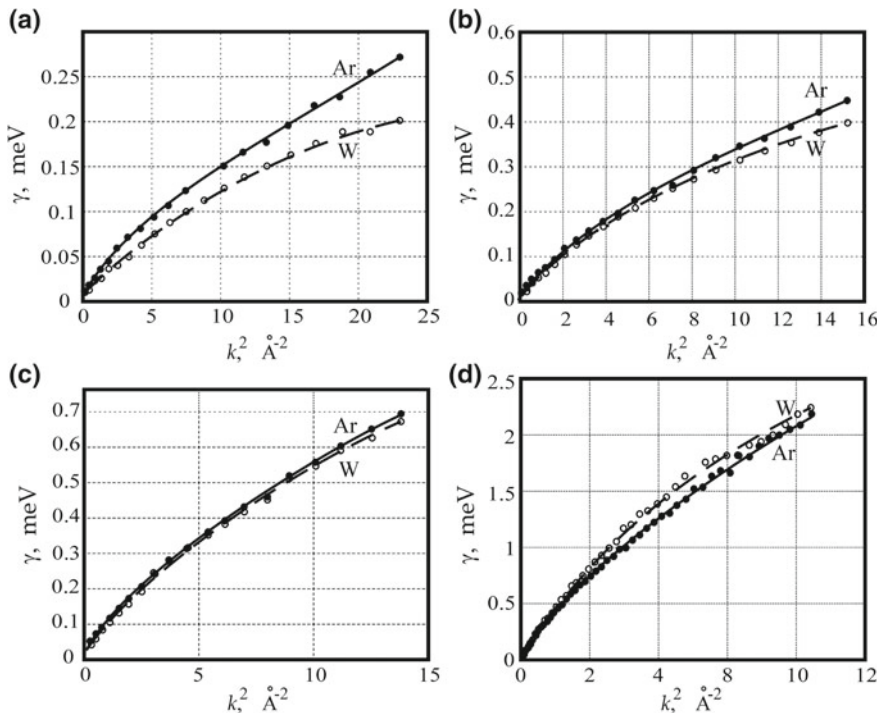 (a)
0.25
0.2
0.15
0.1
0.05
0
γ, meV
Ar
W
0 5 10 15 20 25
k,² Å⁻²
(b)
0.6
0.5
0.4
0.3
0.2
0.1
0
γ, meV
Ar
W
0 2 4 6 8 10 12 14 16
k,² Å⁻²
(c)
0.7
0.6
0.5
0.4
0.3
0.2
0.1
0
γ, meV
Ar
W
0 5 10 15
k,² Å⁻²
(d)
2.5
2
1.5
1
0.5
0
γ, meV
W
Ar
0 2 4 6 8 10 12
k,² Å⁻²